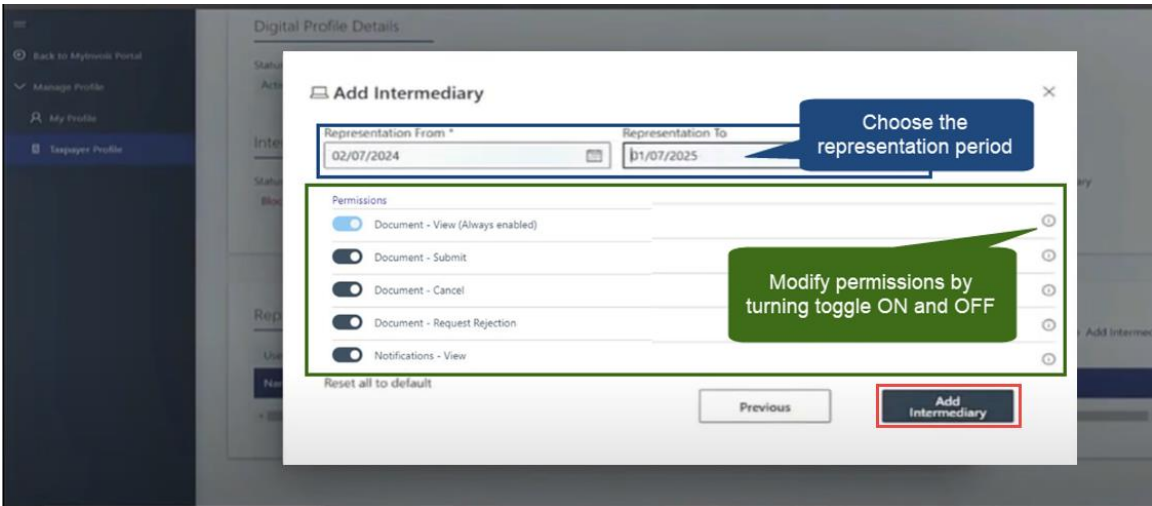 Digital Profile Details
Back to MyInvois Portal
Manage Profile
My Profile
Taxpayer Profile
Add Intermediary
Representation From *
Representation To
02/07/2024
01/07/2025
Choose the
representation period
Permissions
Document - View (Always enabled)
Document - Submit
Document - Cancel
Document - Request Rejection
Notifications - View
Modify permissions by
turning toggle ON and OFF
Reset all to default
Previous
Add
Intermediary